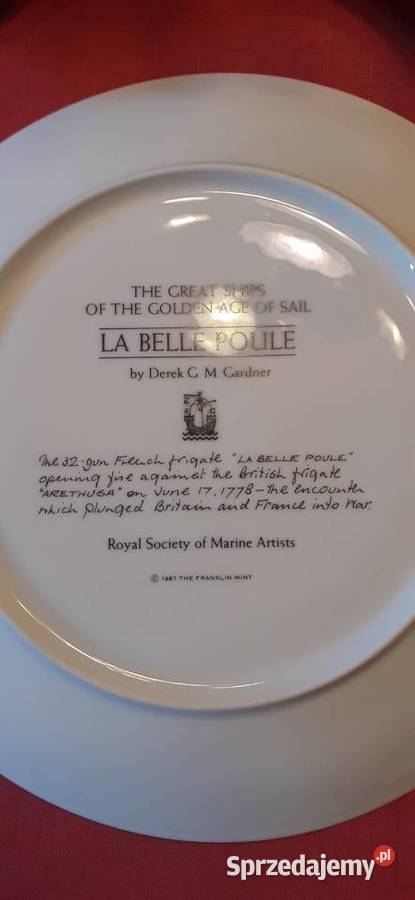 THE GREAT SHIPS
OF THE GOLDEN AGE OF SAIL
LA BELLE POULE
by Derek G M Gardner
The 32-gun French frigate "LA BELLE POULE"
opening fire against the British frigate
"ARETHUSA" on June 17, 1778 – the encounter
which plunged Britain and France into War.
Royal Society of Marine Artists
© 1987 THE FRANKLIN MINT
Sprzedajemy.pl